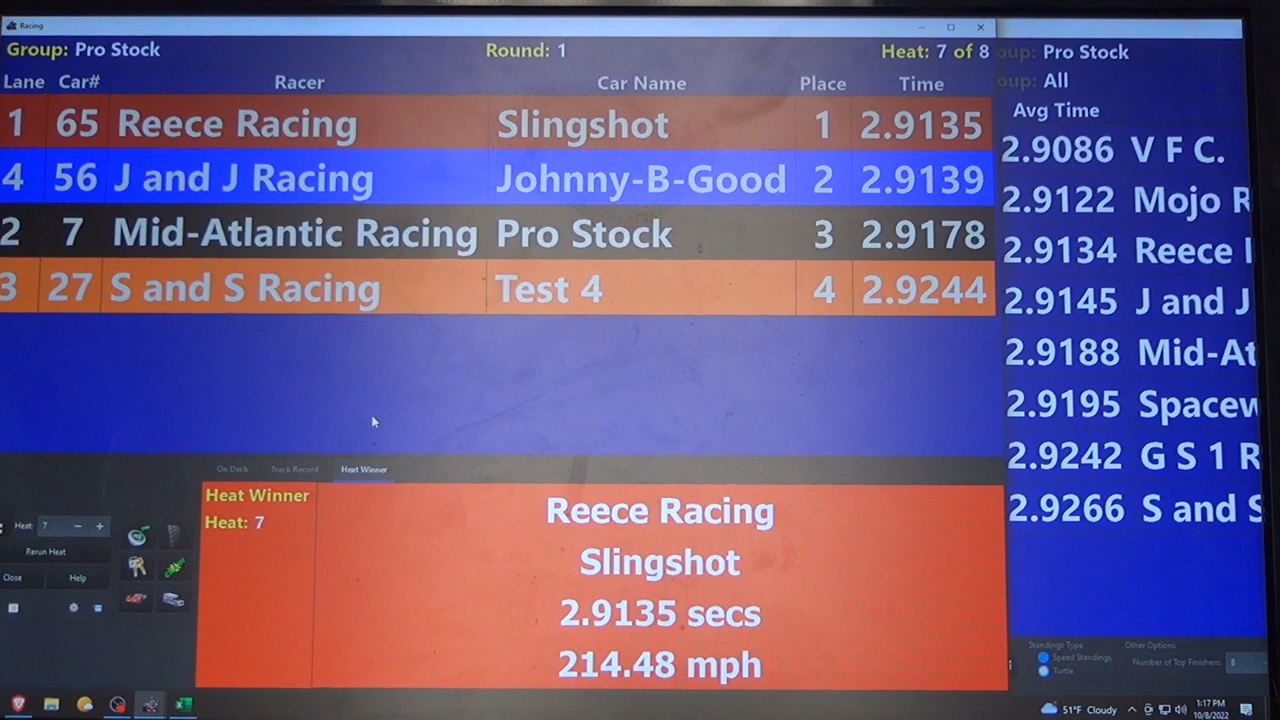 Racing
Group: Pro Stock Round: 1 Heat: 7 of 8
Lane Car# Racer Car Name Place Time
1 65 Reece Racing Slingshot 1 2.9135
4 56 J and J Racing Johnny-B-Good 2 2.9139
2 7 Mid-Atlantic Racing Pro Stock 3 2.9178
3 27 S and S Racing Test 4 4 2.9244
oup: Pro Stock
oup: All
Avg Time
2.9086 V F C.
2.9122 Mojo R
2.9134 Reece
2.9145 J and J
2.9188 Mid-At
2.9195 Spacew
2.9242 G S 1 R
2.9266 S and S
On Deck Track Record Heat Winner
Heat Winner
Heat: 7
Reece Racing
Slingshot
2.9135 secs
214.48 mph
Heat: 7 − +
Rerun Heat
Close Help
Standings Type Other Options
Speed Standings Number of Top Finishers: 8
Turtle
51°F Cloudy 1:17 PM
10/8/2022